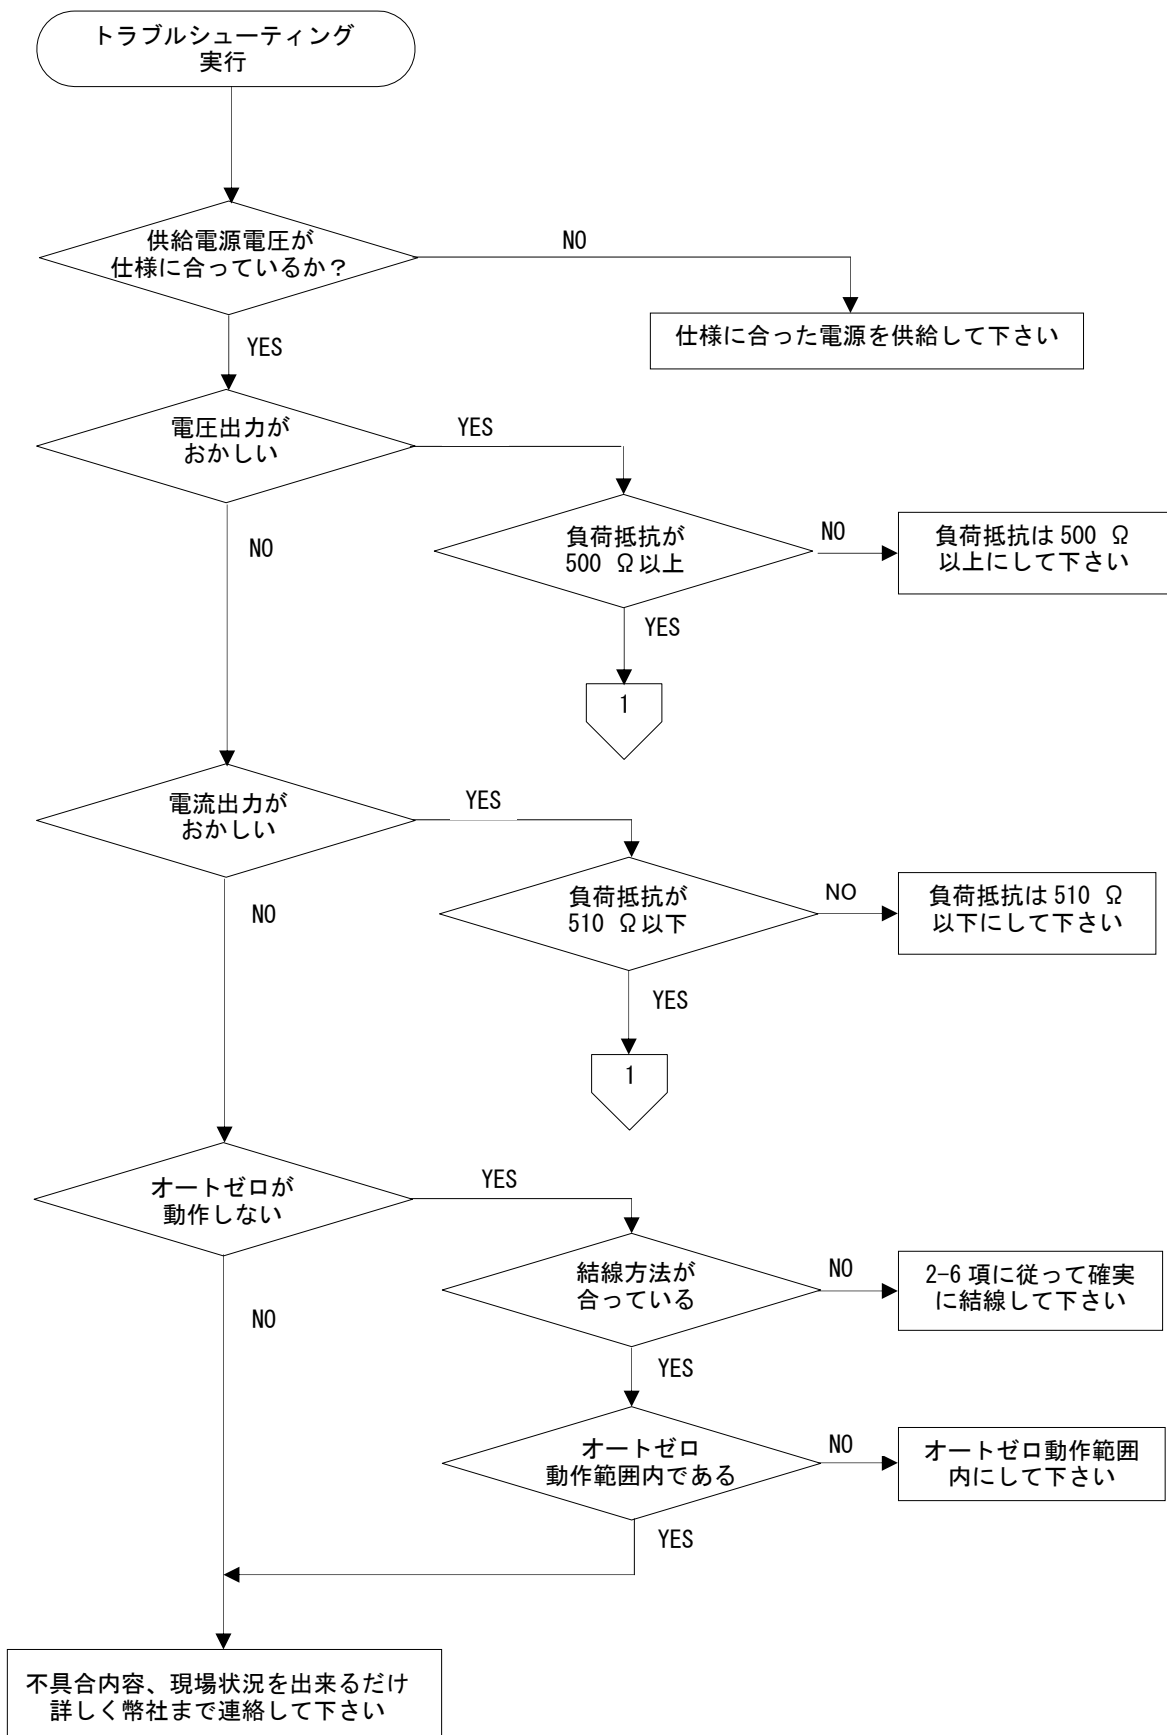 トラブルシューティング
実行
供給電源電圧が
仕様に合っているか？
NO
仕様に合った電源を供給して下さい
YES
電圧出力が
おかしい
YES
負荷抵抗が
500 Ω以上
NO
負荷抵抗は 500 Ω
以上にして下さい
NO
YES
1
電流出力が
おかしい
YES
負荷抵抗が
510 Ω以下
NO
負荷抵抗は 510 Ω
以下にして下さい
NO
YES
1
オートゼロが
動作しない
YES
結線方法が
合っている
NO
2-6 項に従って確実
に結線して下さい
NO
YES
オートゼロ
動作範囲内である
NO
オートゼロ動作範囲
内にして下さい
YES
不具合内容、現場状況を出来るだけ
詳しく幣社まで連絡して下さい